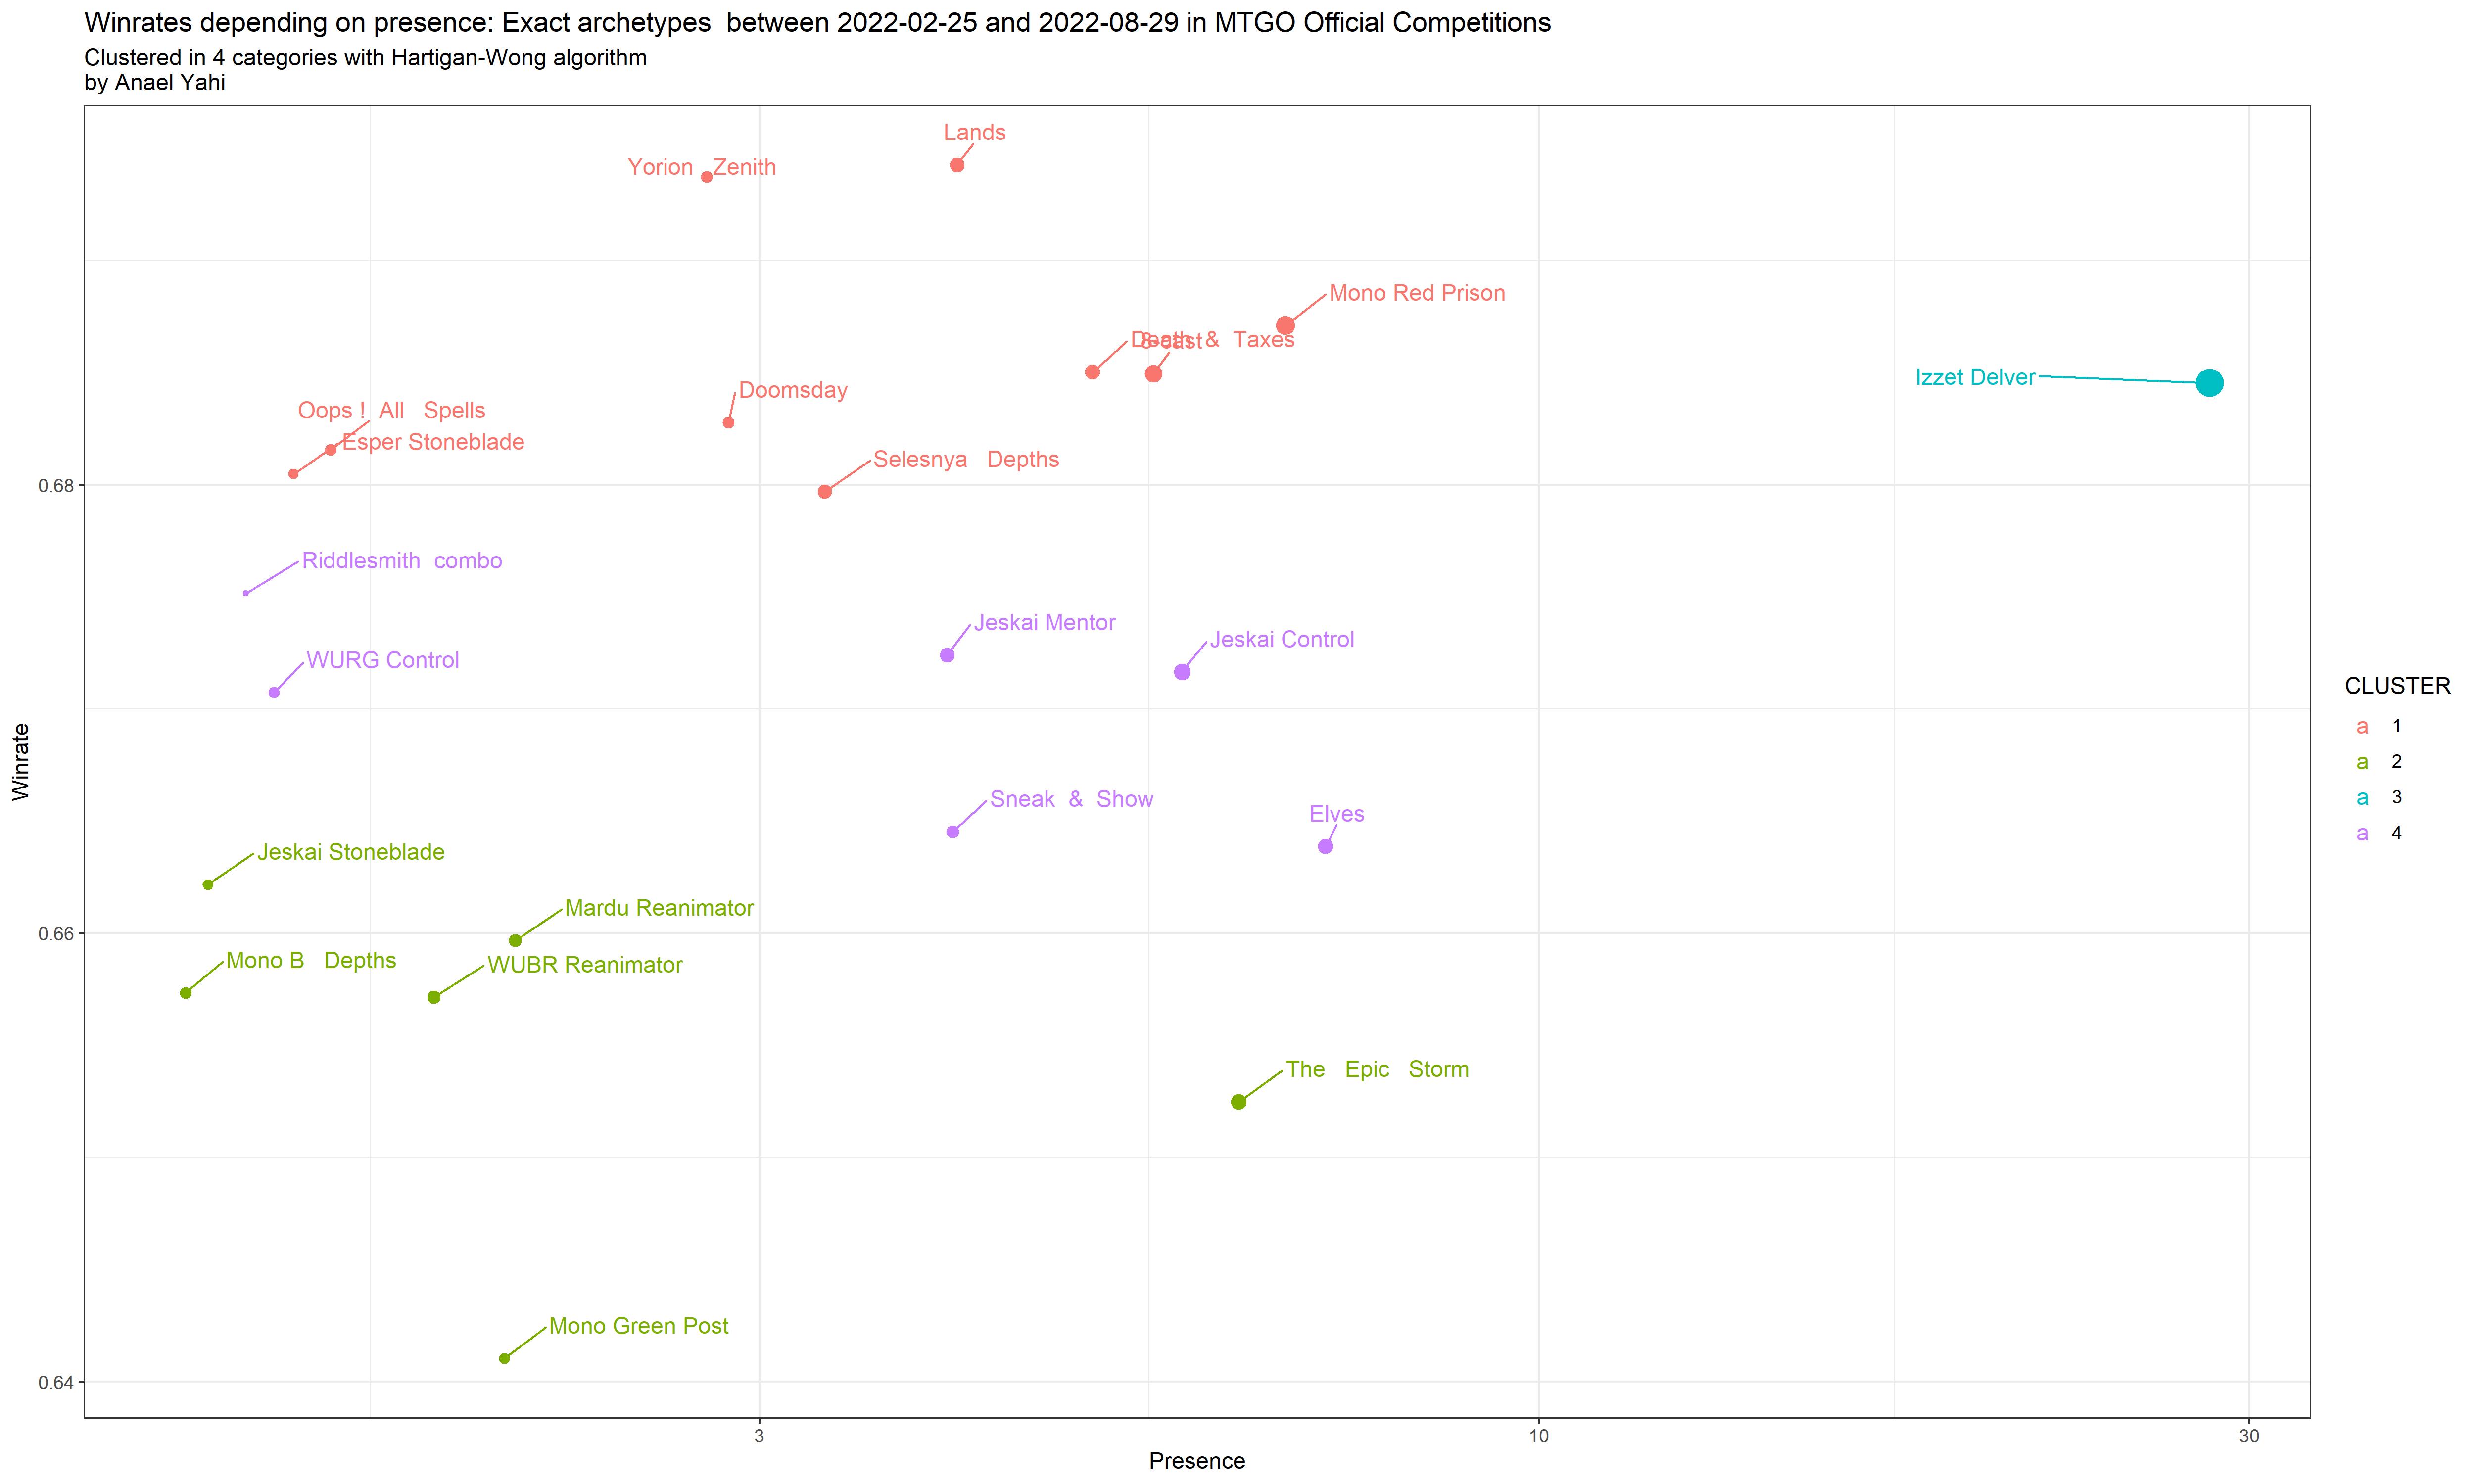 Winrates depending on presence: Exact archetypes  between 2022-02-25 and 2022-08-29 in MTGO Official Competitions
Clustered in 4 categories with Hartigan-Wong algorithm
by Anael Yahi
Lands
Yorion   Zenith
Mono Red Prison
Death  &  Taxes
8-cast
Izzet Delver
Doomsday
Oops !  All   Spells
Esper Stoneblade
Selesnya   Depths
0.68
Riddlesmith  combo
Jeskai Mentor
Jeskai Control
WURG Control
CLUSTER
a 1
a 2
a 3
a 4
Winrate
Sneak  &  Show
Elves
Jeskai Stoneblade
Mardu Reanimator
0.66
Mono B   Depths
WUBR Reanimator
The   Epic   Storm
Mono Green Post
0.64
3
10
30
Presence